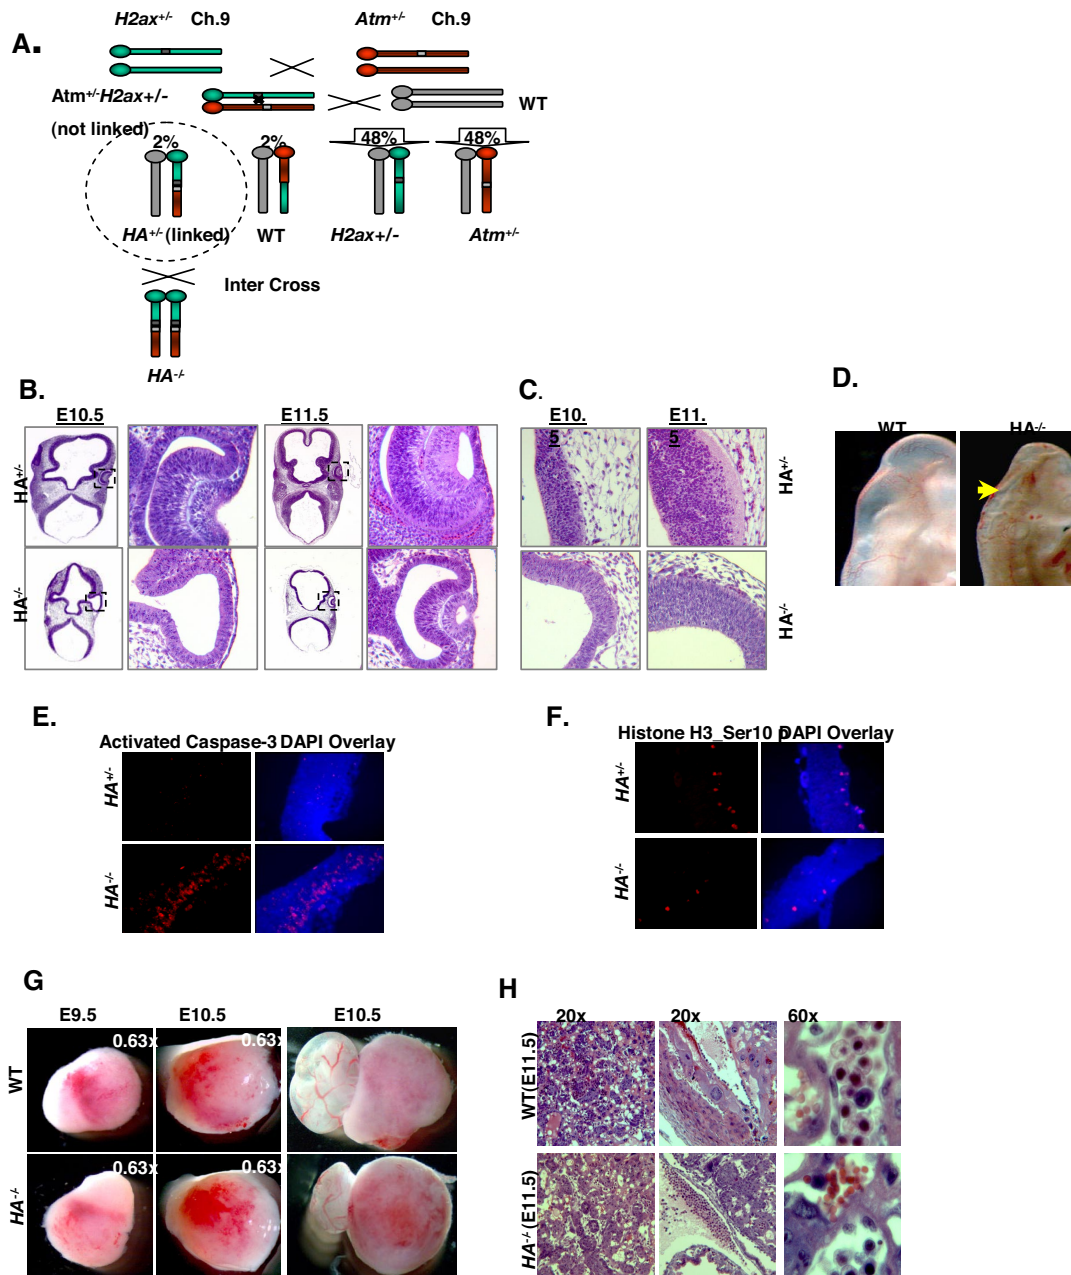 A.
H2ax+/- Ch.9 Atm+/- Ch.9
Atm+/-H2ax+/-
(not linked)
WT
2% 2% 48% 48%
HA+/- (linked) WT H2ax+/- Atm+/-
Inter Cross
HA-/-
B.
E10.5 E11.5
HA+/-
HA-/-
C.
E10.5 E11.5
HA+/-
HA-/-
D.
WT HA-/-
E.
Activated Caspase-3 DAPI Overlay
HA+/-
HA-/-
F.
Histone H3_Ser10 p DAPI Overlay
HA+/-
HA-/-
G
E9.5 E10.5 E10.5
0.63x 0.63x
WT
0.63x 0.63x
HA-/-
H
20x 20x 60x
WT(E11.5)
HA-/-(E11.5)